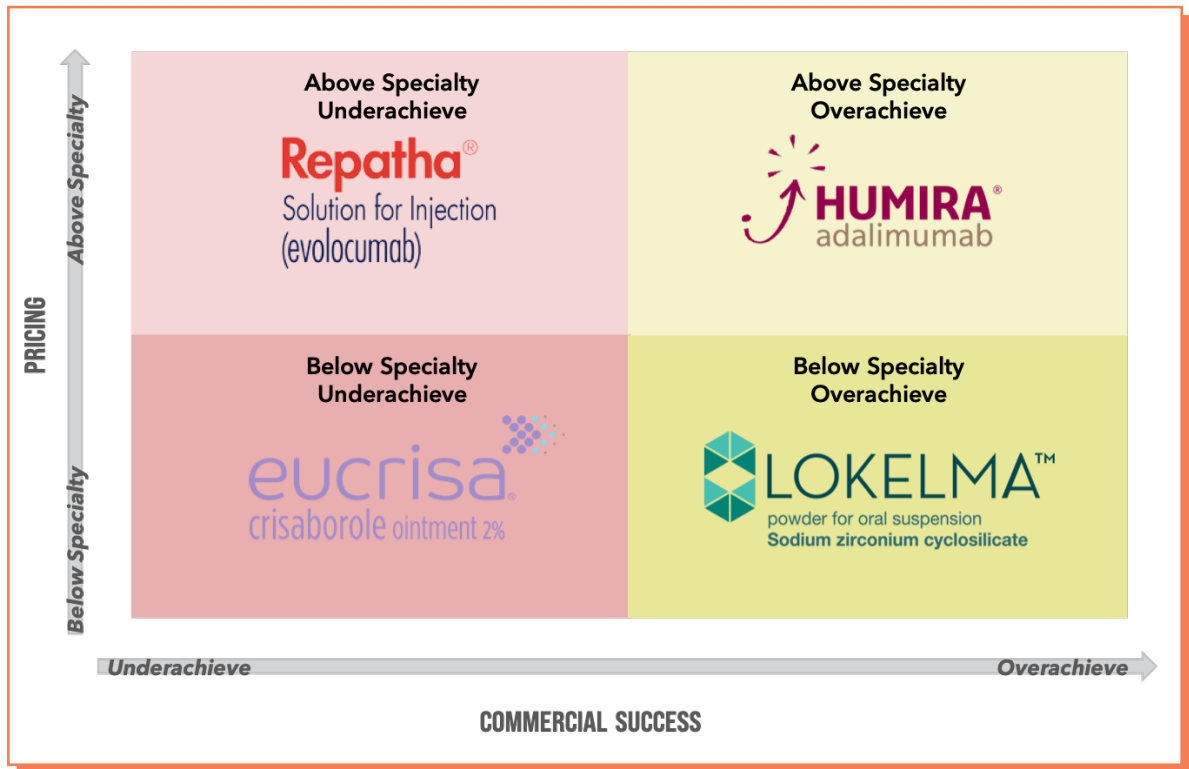 Above Specialty
Underachieve
Repatha®
Solution for Injection
(evolocumab)
Above Specialty
Overachieve
HUMIRA®
adalimumab
Below Specialty
Underachieve
eucrisa®
crisaborole ointment 2%
Below Specialty
Overachieve
LOKELMA™
powder for oral suspension
Sodium zirconium cyclosilicate
PRICING
Above Specialty
Below Specialty
Underachieve
Overachieve
COMMERCIAL SUCCESS